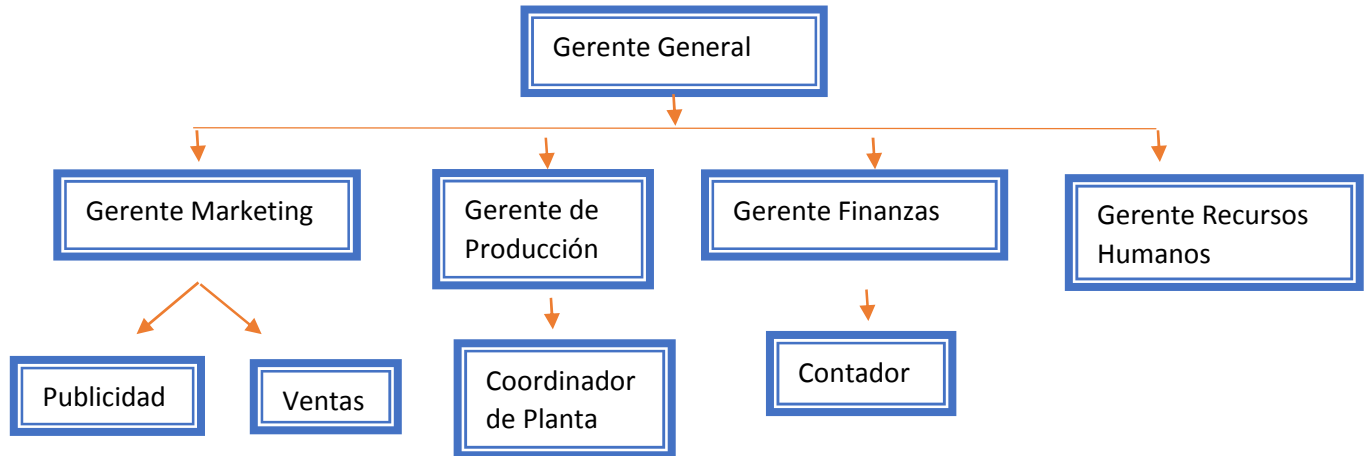 Gerente General
Gerente Marketing
Gerente de
Producción
Gerente Finanzas
Gerente Recursos
Humanos
Publicidad
Ventas
Coordinador
de Planta
Contador